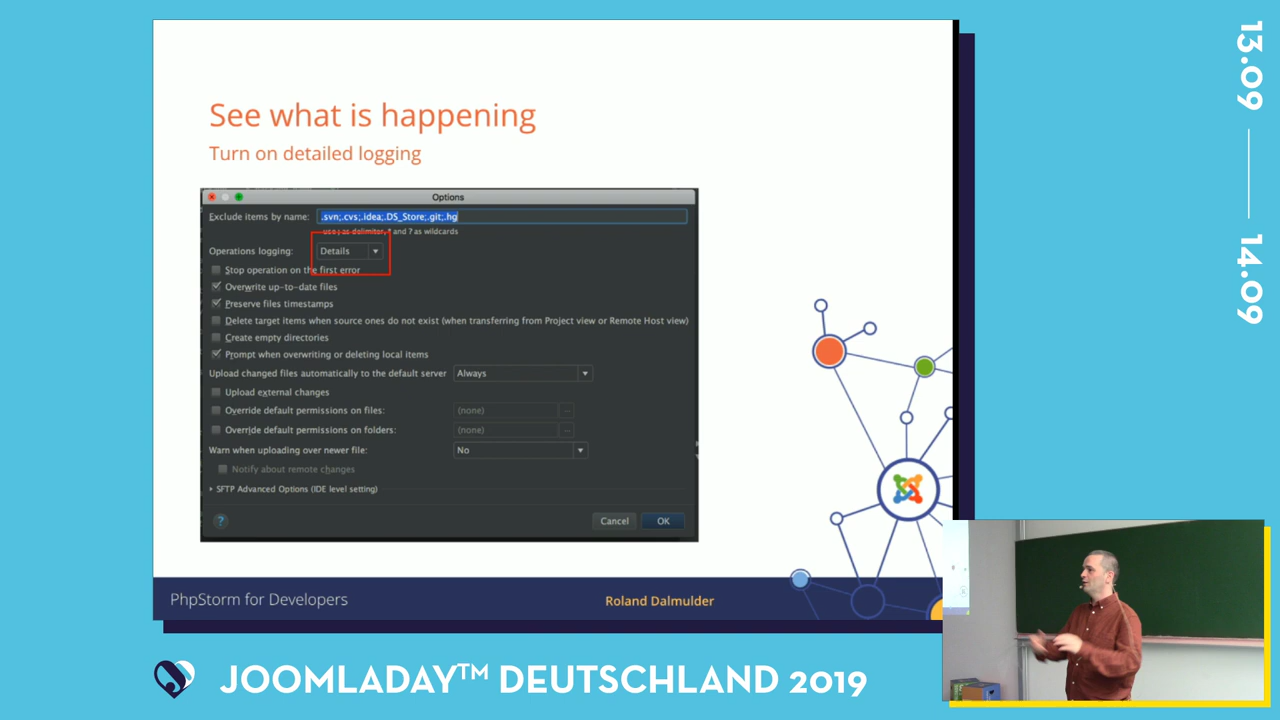 See what is happening
Turn on detailed logging
Options
Exclude items by name: .svn;.cvs;.idea;.DS_Store;.git;.hg
use ; as delimiter, * and ? as wildcards
Operations logging: Details
Stop operation on the first error
Overwrite up-to-date files
Preserve files timestamps
Delete target items when source ones do not exist (when transferring from Project view or Remote Host view)
Create empty directories
Prompt when overwriting or deleting local items
Upload changed files automatically to the default server Always
Upload external changes
Override default permissions on files: (none) ...
Override default permissions on folders: (none) ...
Warn when uploading over newer file: No
Notify about remote changes
SFTP Advanced Options (IDE level setting)
? Cancel OK
PhpStorm for Developers Roland Dalmulder
JOOMLADAY™ DEUTSCHLAND 2019
13.09
14.09